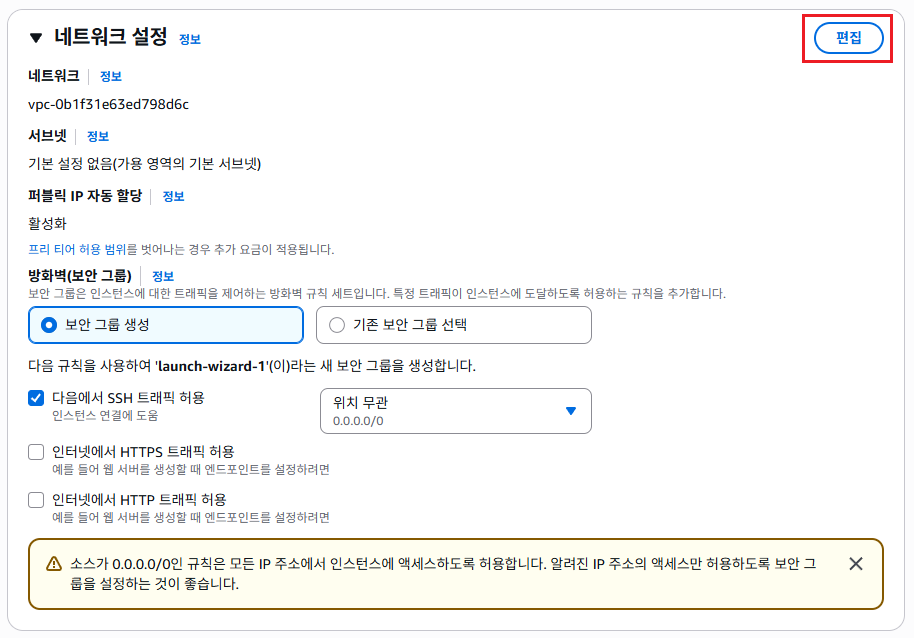 네트워크 설정 정보
편집
네트워크 정보
vpc-0b1f31e63ed798d6c
서브넷 정보
기본 설정 없음(가용 영역의 기본 서브넷)
퍼블릭 IP 자동 할당 정보
활성화
프리 티어 허용 범위를 벗어나는 경우 추가 요금이 적용됩니다.
방화벽(보안 그룹) 정보
보안 그룹은 인스턴스에 대한 트래픽을 제어하는 방화벽 규칙 세트입니다. 특정 트래픽이 인스턴스에 도달하도록 허용하는 규칙을 추가합니다.
보안 그룹 생성
기존 보안 그룹 선택
다음 규칙을 사용하여 'launch-wizard-1'(이)라는 새 보안 그룹을 생성합니다.
다음에서 SSH 트래픽 허용
인스턴스 연결에 도움
위치 무관
0.0.0.0/0
인터넷에서 HTTPS 트래픽 허용
예를 들어 웹 서버를 생성할 때 엔드포인트를 설정하려면
인터넷에서 HTTP 트래픽 허용
예를 들어 웹 서버를 생성할 때 엔드포인트를 설정하려면
소스가 0.0.0.0/0인 규칙은 모든 IP 주소에서 인스턴스에 액세스하도록 허용합니다. 알려진 IP 주소의 액세스만 허용하도록 보안 그
룹을 설정하는 것이 좋습니다.